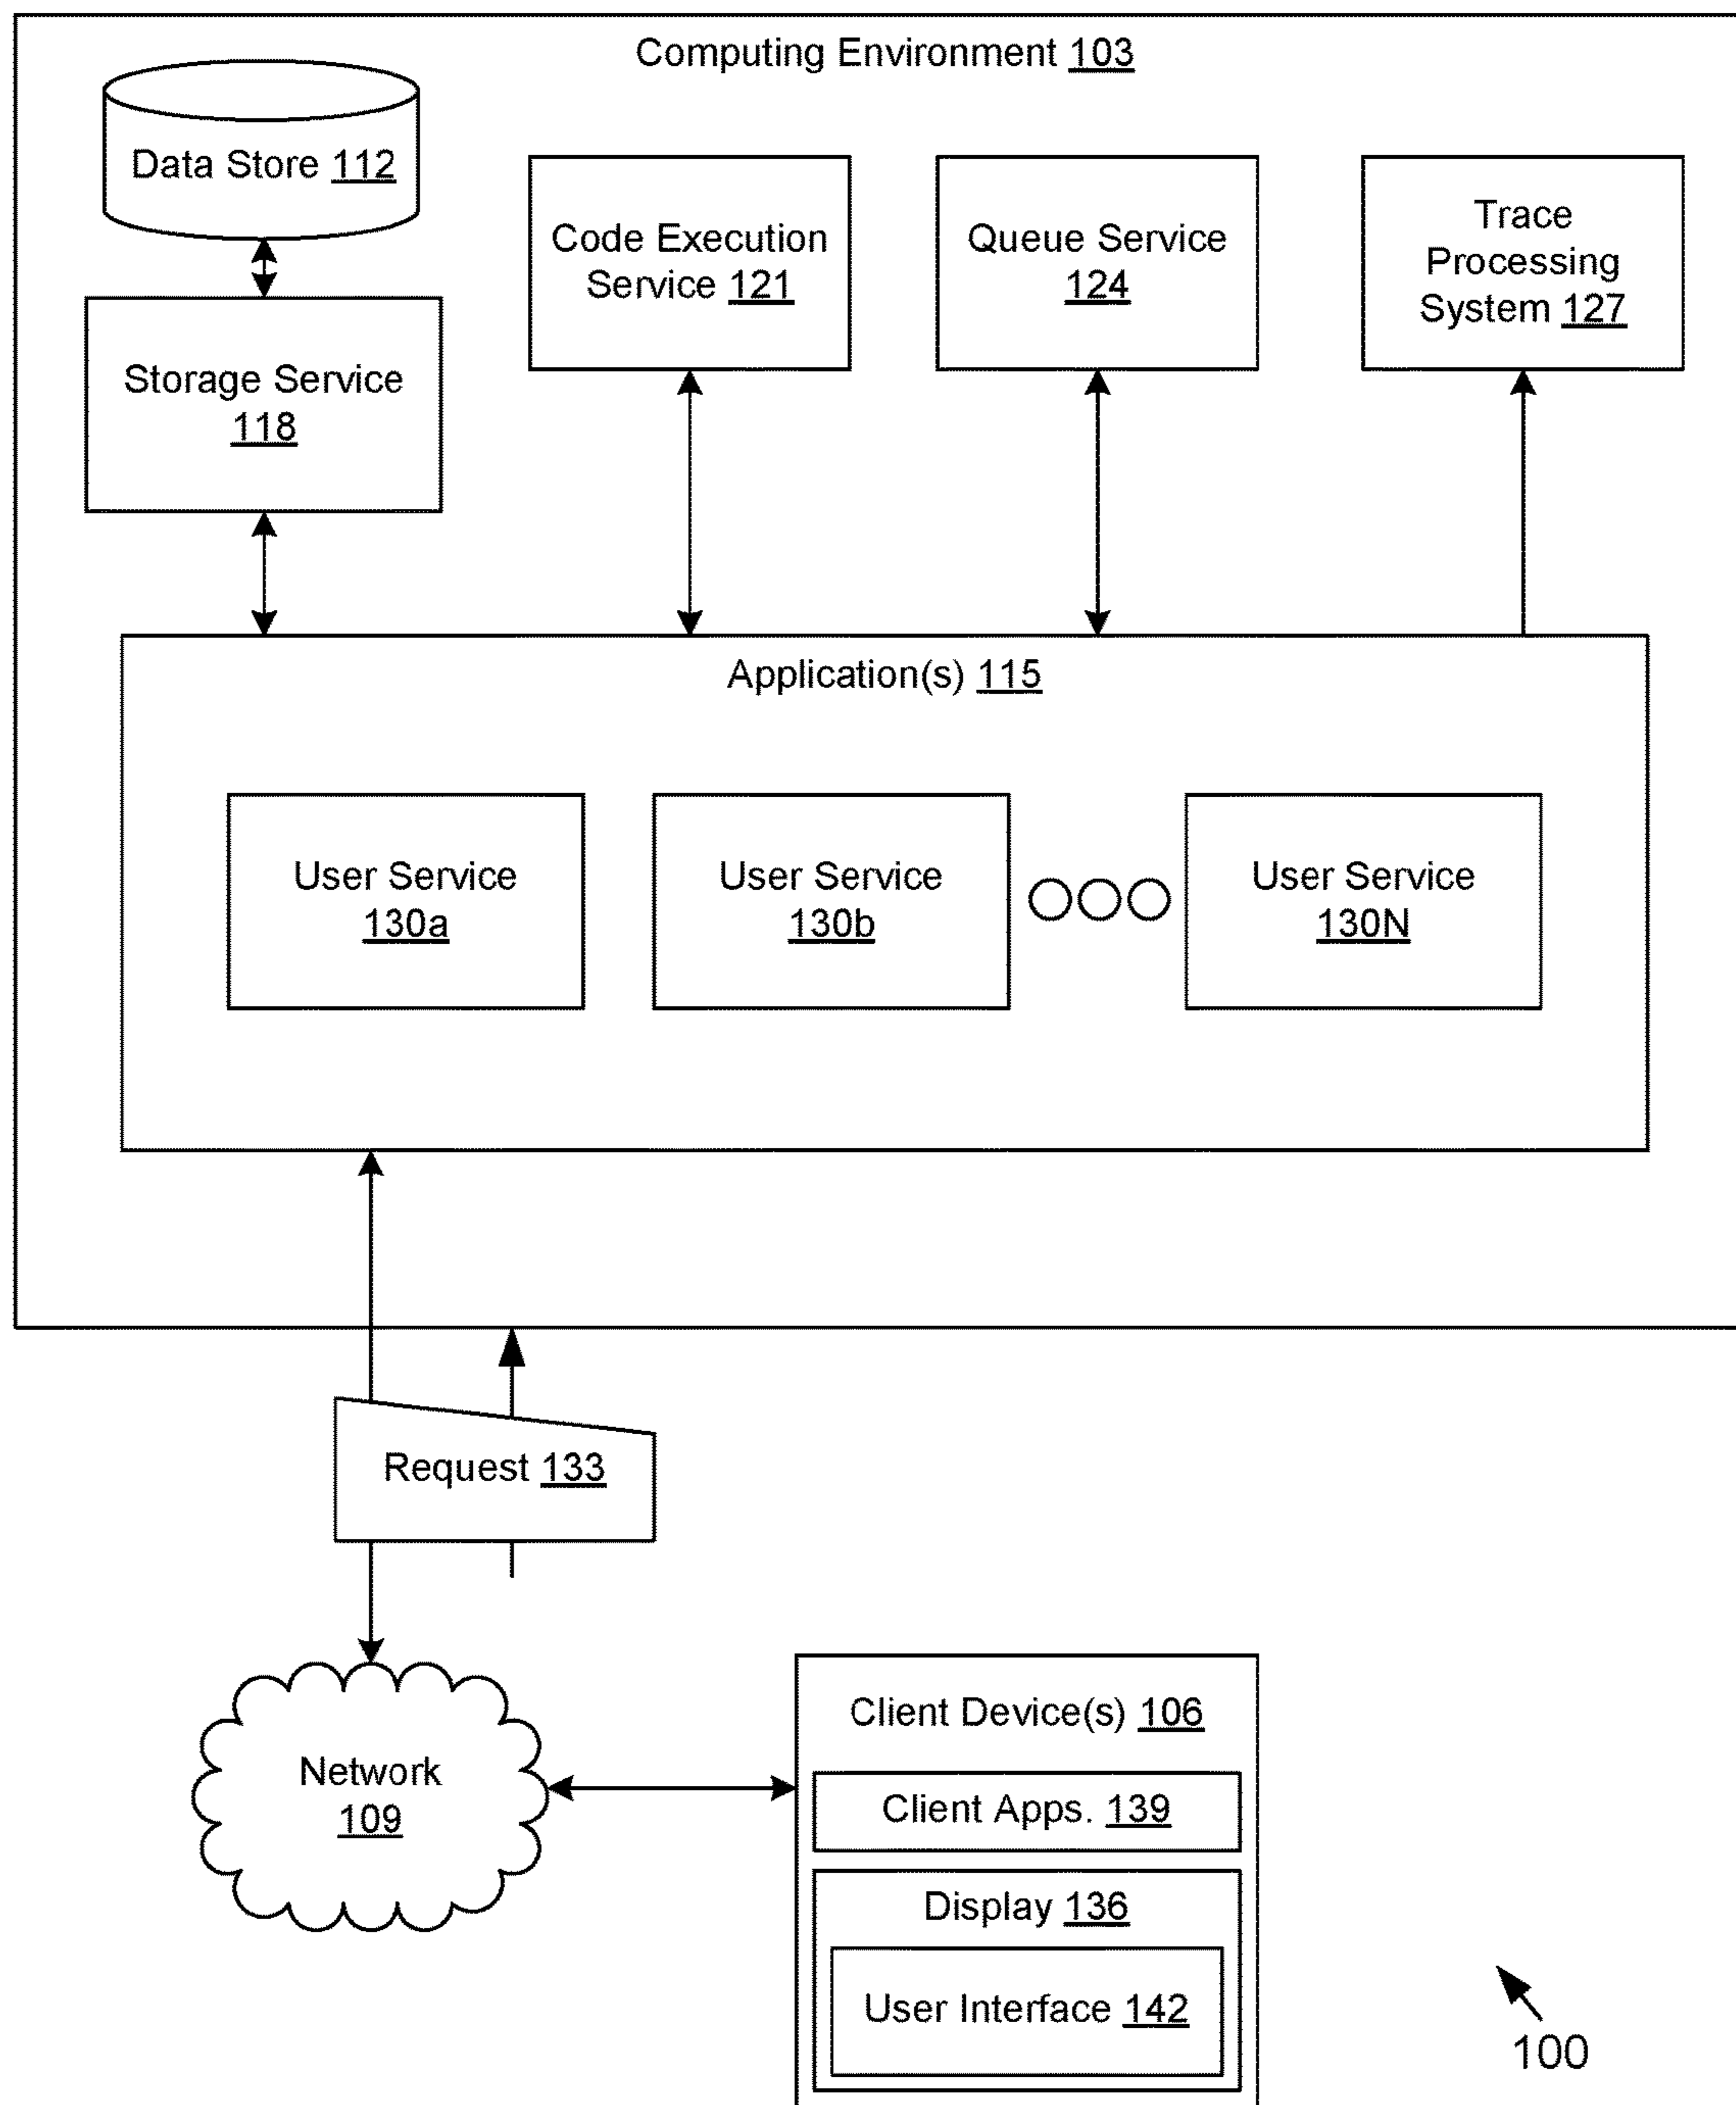 Computing Environment 103
Data Store 112
Code Execution
Service 121
Queue Service
124
Trace
Processing
System 127
Storage Service
118
Application(s) 115
User Service
130a
User Service
130b
User Service
130N
Request 133
Network
109
Client Device(s) 106
Client Apps. 139
Display 136
User Interface 142
100